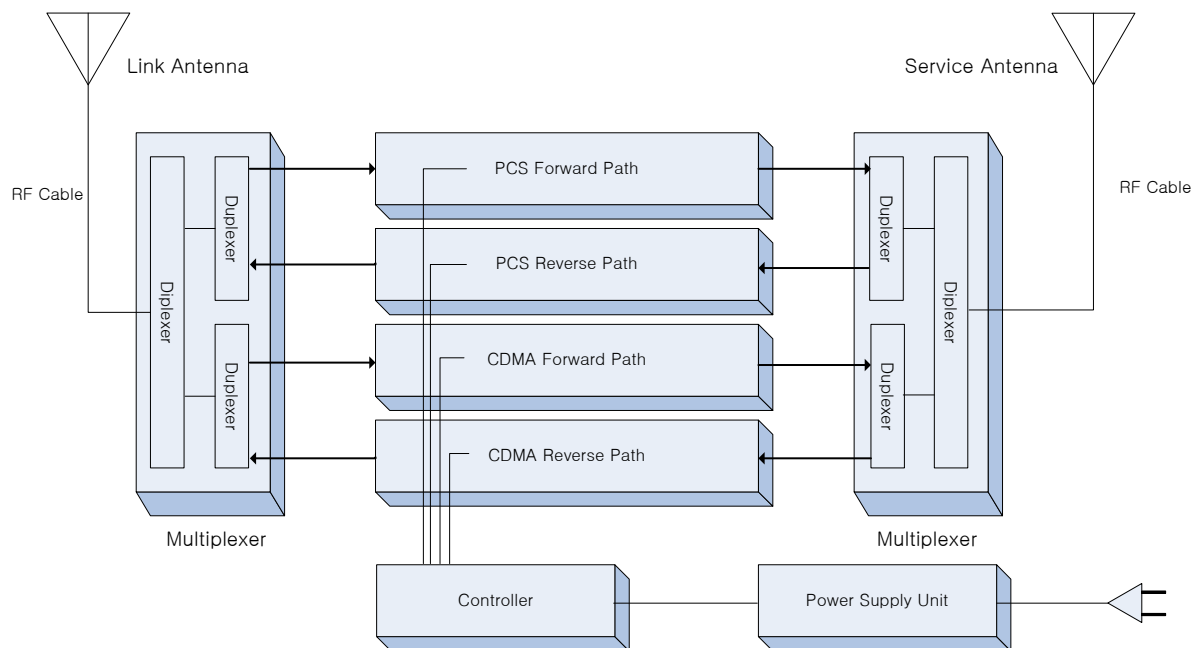 Link Antenna
Service Antenna
RF Cable
RF Cable
Diplexer
Duplexer
Duplexer
PCS Forward Path
PCS Reverse Path
CDMA Forward Path
CDMA Reverse Path
Duplexer
Duplexer
Diplexer
Multiplexer
Multiplexer
Controller
Power Supply Unit